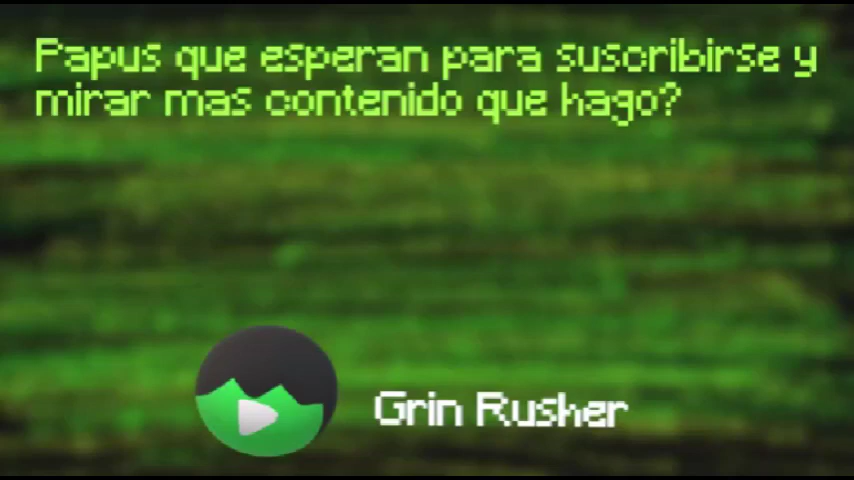 Papus que esperan para suscribirse y
mirar mas contenido que hago?
Grin Rusher